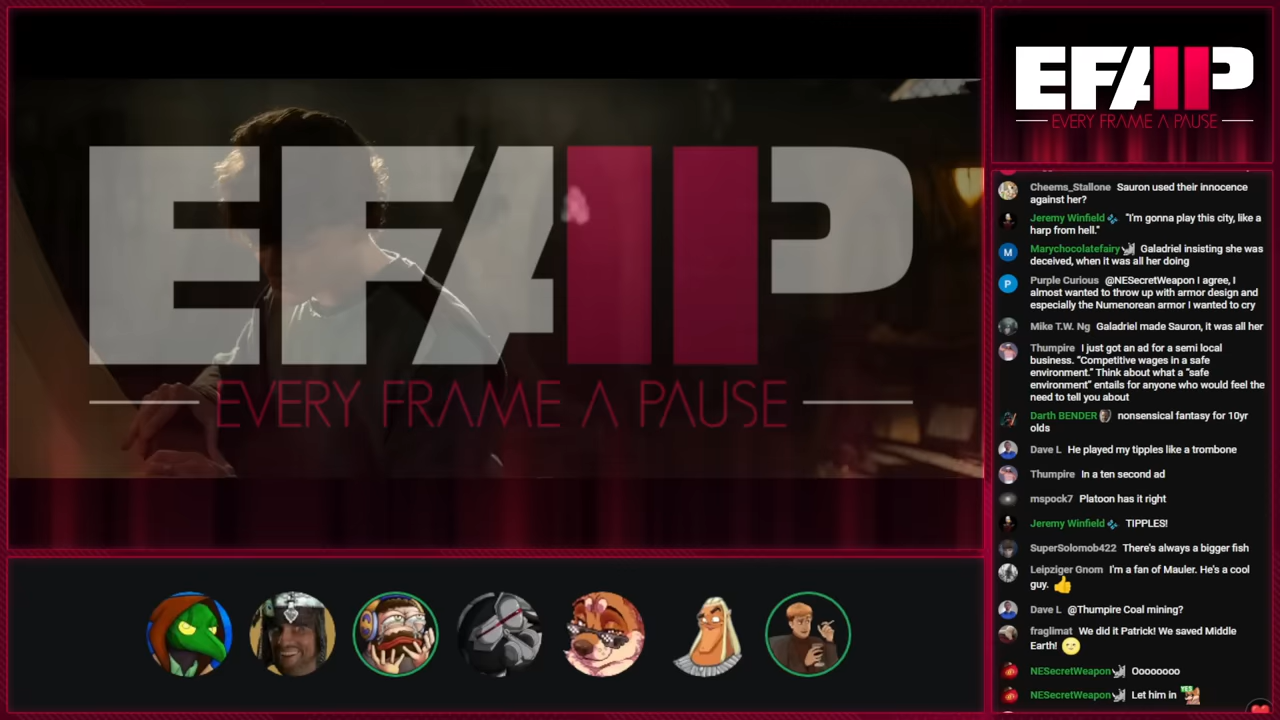 EFAP
EVERY FRAME A PAUSE
EFAP
EVERY FRAME A PAUSE
Cheems_Stallone Sauron used their innocence
against her?
Jeremy Winfield "I'm gonna play this city, like a
harp from hell."
M
Marychocolatefairy Galadriel insisting she was
deceived, when it was all her doing
P
Purple Curious @NESecretWeapon I agree, I
almost wanted to throw up with armor design and
especially the Numenorean armor I wanted to cry
Mike T.W. Ng Galadriel made Sauron, it was all her
Thumpire I just got an ad for a semi local
business. "Competitive wages in a safe
environment." Think about what a "safe
environment" entails for anyone who would feel the
need to tell you about
Darth BENDER nonsensical fantasy for 10yr
olds
Dave L He played my tipples like a trombone
Thumpire In a ten second ad
mspock7 Platoon has it right
Jeremy Winfield TIPPLES!
SuperSolomob422 There's always a bigger fish
Leipziger Gnom I'm a fan of Mauler. He's a cool
guy.
Dave L @Thumpire Coal mining?
fraglimat We did it Patrick! We saved Middle
Earth!
NESecretWeapon Oooooooo
NESecretWeapon Let him in